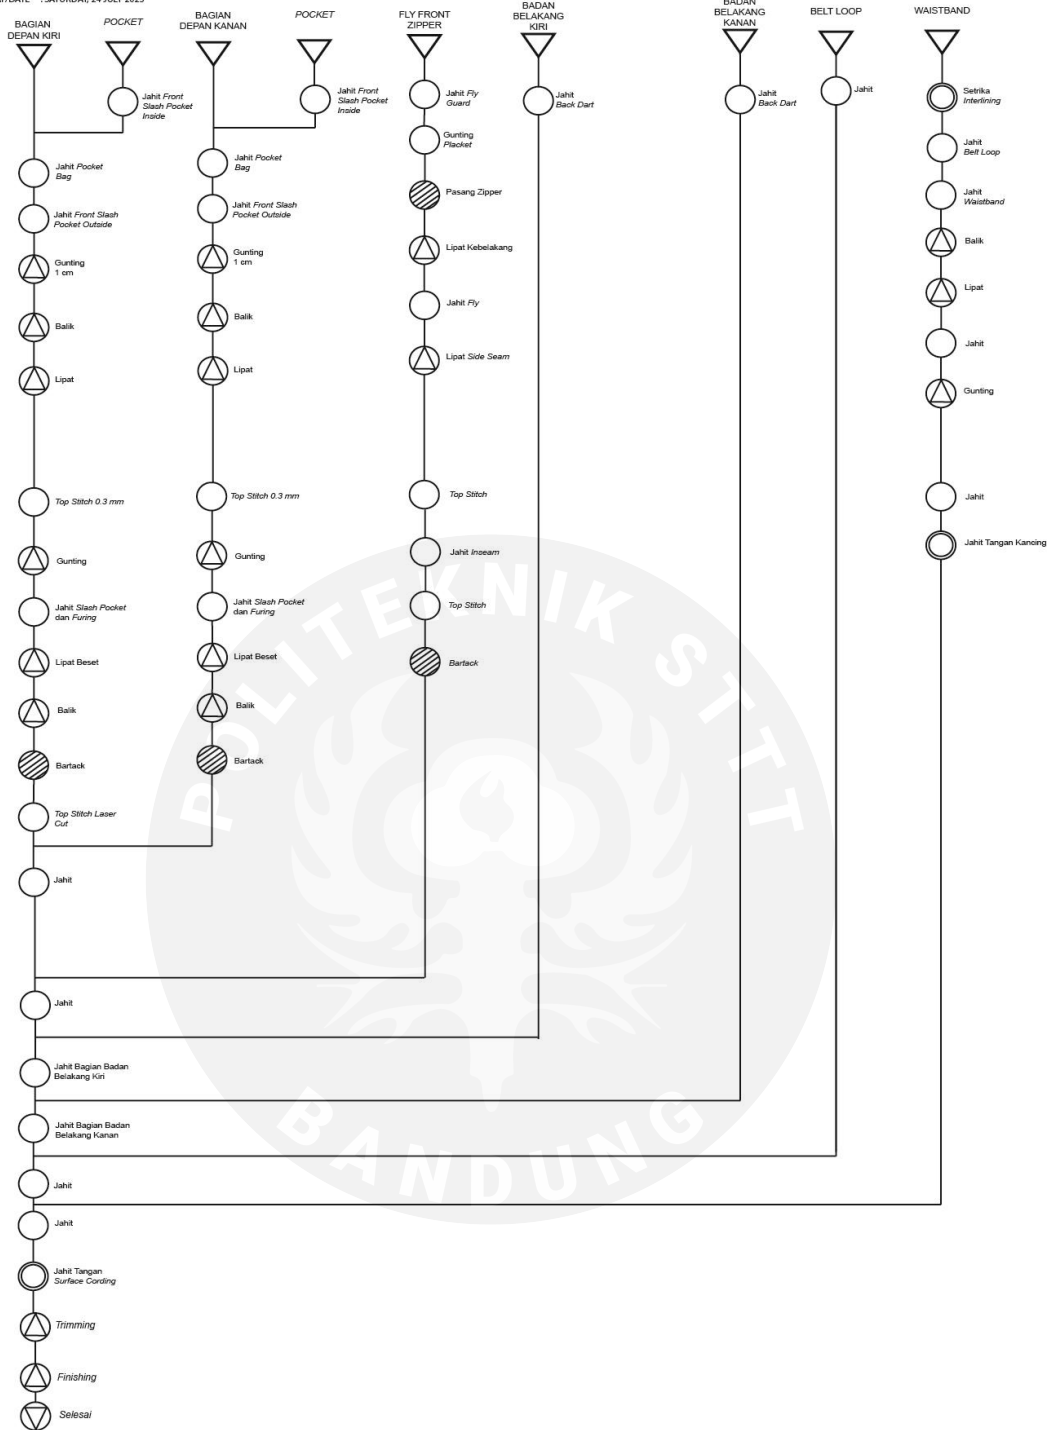 BAGIAN
DEPAN KIRI
POCKET
BAGIAN
DEPAN KANAN
POCKET
FLY FRONT
ZIPPER
BADAN
BELAKANG
KIRI
BADAN
BELAKANG
KANAN
BELT LOOP
WAISTBAND
Jahit Front
Slash Pocket
Inside
Jahit Pocket
Bag
Jahit Front Slash
Pocket Outside
Gunting
1 cm
Balik
Lipat
Top Stitch 0.3 mm
Gunting
Jahit Slash Pocket
dan Furing
Lipat Beset
Balik
Bartack
Top Stitch Laser
Cut
Jahit Front
Slash Pocket
Inside
Jahit Pocket
Bag
Jahit Front Slash
Pocket Outside
Gunting
1 cm
Balik
Lipat
Top Stitch 0.3 mm
Gunting
Jahit Slash Pocket
dan Furing
Lipat Beset
Balik
Bartack
Jahit Fly
Guard
Gunting
Placket
Pasang Zipper
Lipat Kebelakang
Jahit Fly
Lipat Side Seam
Top Stitch
Jahit Inseam
Top Stitch
Bartack
Jahit
Back Dart
Jahit
Back Dart
Jahit
Setrika
Interlining
Jahit
Belt Loop
Jahit
Waistband
Balik
Lipat
Jahit
Gunting
Jahit
Jahit Tangan Kancing
Jahit
Jahit
Jahit Bagian Badan
Belakang Kiri
Jahit Bagian Badan
Belakang Kanan
Jahit
Jahit
Jahit Tangan
Surface Cording
Trimming
Finishing
Selesai
POLITEKNIK STTT
BANDUNG